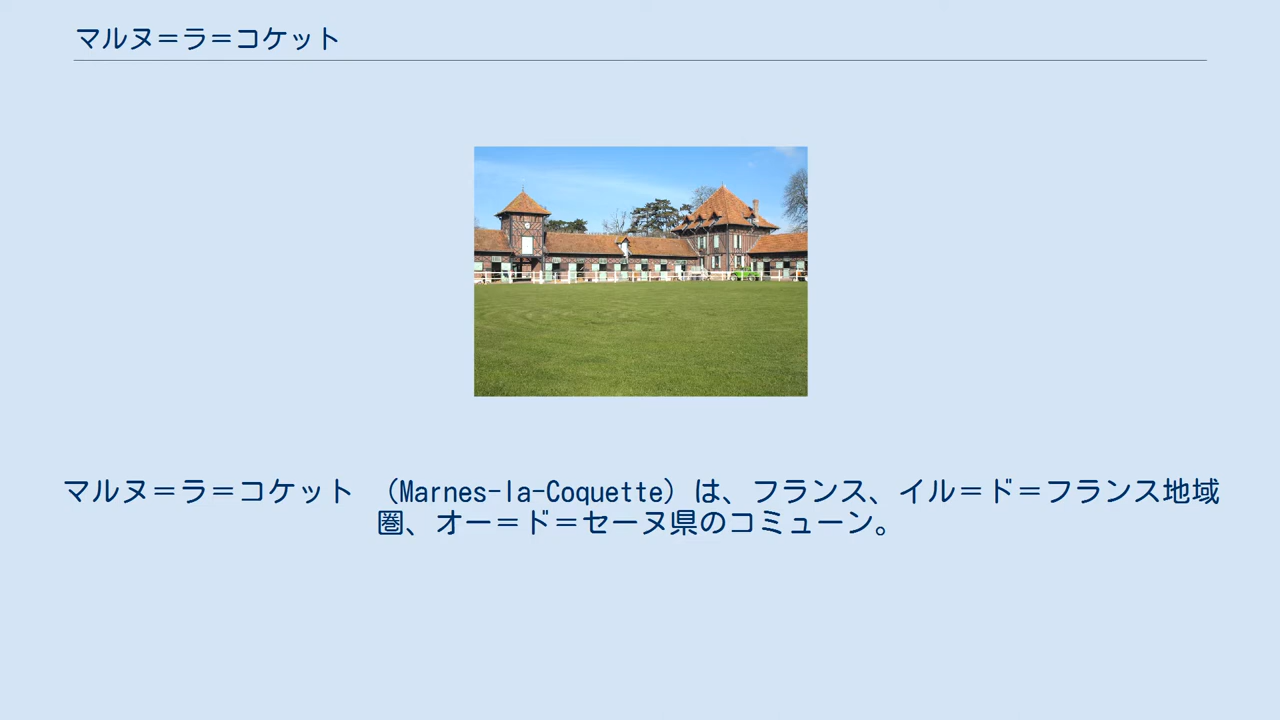 マルヌ＝ラ＝コケット
マルヌ＝ラ＝コケット （Marnes-la-Coquette）は、フランス、イル＝ド＝フランス地域
圏、オー＝ド＝セーヌ県のコミューン。